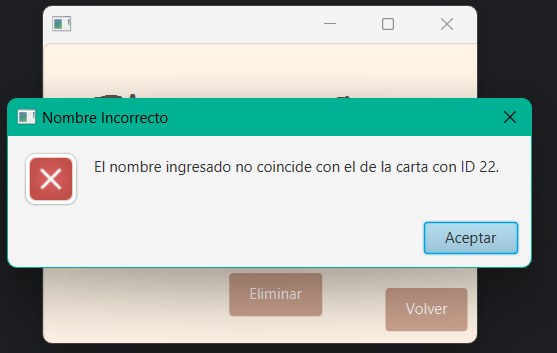 Nombre Incorrecto
El nombre ingresado no coincide con el de la carta con ID 22.
Aceptar
Eliminar
Volver